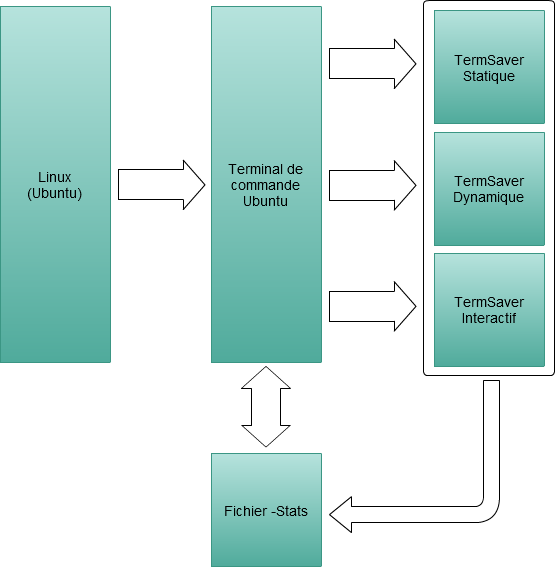 Linux
(Ubuntu)
Terminal de
commande
Ubuntu
TermSaver
Statique
TermSaver
Dynamique
TermSaver
Interactif
Fichier -Stats